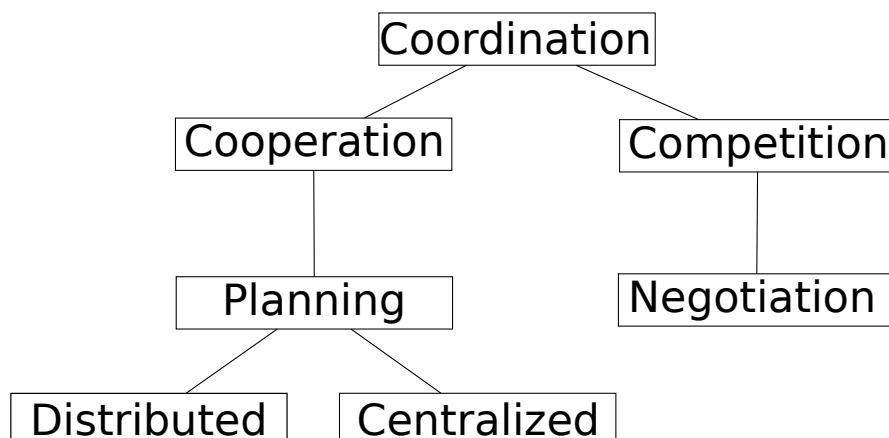 Coordination
Cooperation
Competition
Planning
Negotiation
Distributed
Centralized